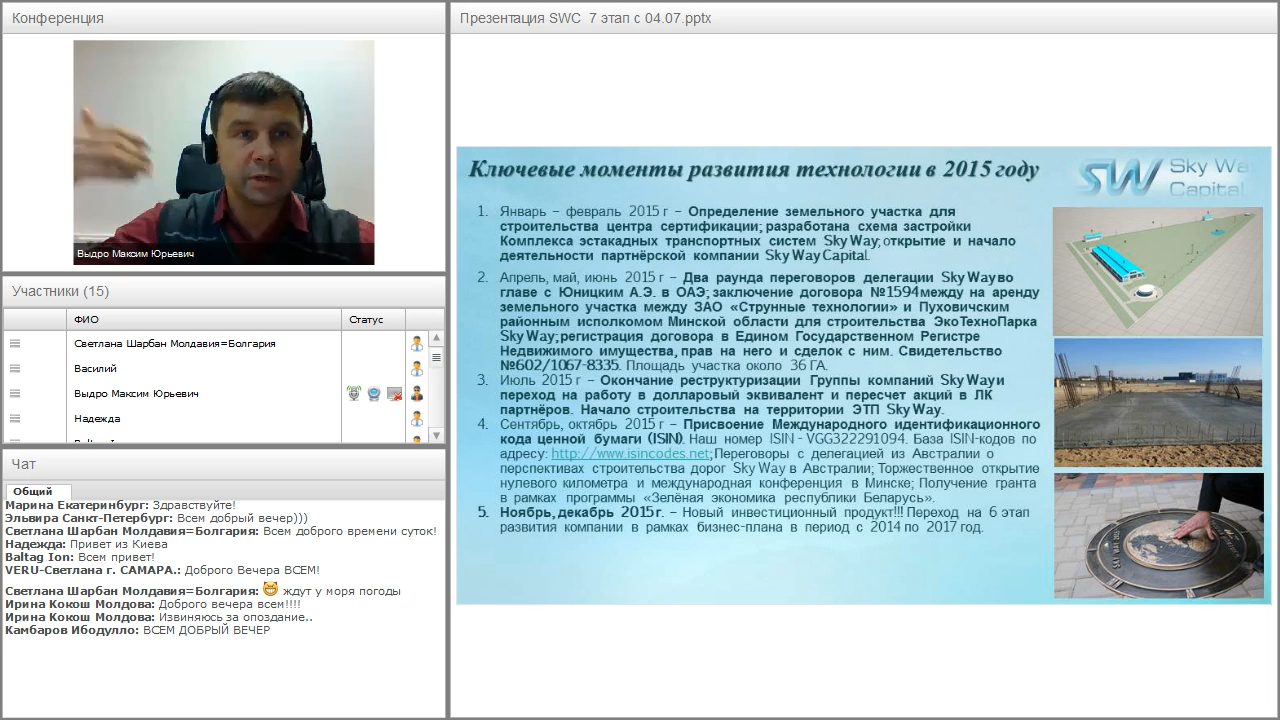 Конференция
Выдро Максим Юрьевич
Участники (15)
ФИО
Статус
Светлана Шарбан Молдавия=Болгария
Василий
Выдро Максим Юрьевич
Надежда
Чат
Общий
Марина Екатеринбург: Здравствуйте!
Эльвира Санкт-Петербург: Всем добрый вечер)))
Светлана Шарбан Молдавия=Болгария: Всем доброго времени суток!
Надежда: Привет из Киева
Baltag Ion: Всем привет!
VERU-Светлана г. САМАРА.: Доброго Вечера ВСЕМ!
Светлана Шарбан Молдавия=Болгария: ждут у моря погоды
Ирина Кокош Молдова: Доброго вечера всем!!!!
Ирина Кокош Молдова: Извиняюсь за опоздание..
Камбаров Ибодулло: ВСЕМ ДОБРЫЙ ВЕЧЕР
Презентация SWC 7 этап с 04.07.pptx
Ключевые моменты развития технологии в 2015 году
SW Sky Wa
Capital
1. Январь – февраль 2015 г – Определение земельного участка для
строительства центра сертификации; разработана схема застройки
Комплекса эстакадных транспортных систем Sky Way; открытие и начало
деятельности партнёрской компании Sky Way Capital.
2. Апрель, май, июнь 2015 г – Два раунда переговоров делегации Sky Way во
главе с Юницким А.Э. в ОАЭ; заключение договора №1594 между на аренду
земельного участка между ЗАО «Струнные технологии» и Пуховичским
районным исполкомом Минской области для строительства ЭкоТехноПарка
Sky Way; регистрация договора в Едином Государственном Регистре
Недвижимого имущества, прав на него и сделок с ним. Свидетельство
№602/1067-8335. Площадь участка около 36 ГА.
3. Июль 2015 г – Окончание реструктуризации Группы компаний Sky Way и
переход на работу в долларовый эквивалент и пересчет акций в ЛК
партнёров. Начало строительства на территории ЭТП Sky Way.
4. Сентябрь, октябрь 2015 г – Присвоение Международного идентификационного
кода ценной бумаги (ISIN). Наш номер ISIN - VGG322291094. База ISIN-кодов по
адресу: http://www.isincodes.net; Переговоры с делегацией из Австралии о
перспективах строительства дорог Sky Way в Австралии; Торжественное открытие
нулевого километра и международная конференция в Минске; Получение гранта
в рамках программы «Зелёная экономика республики Беларусь».
5. Ноябрь, декабрь 2015 г. – Новый инвестиционный продукт!!! Переход на 6 этап
развития компании в рамках бизнес-плана в период с 2014 по 2017 год.